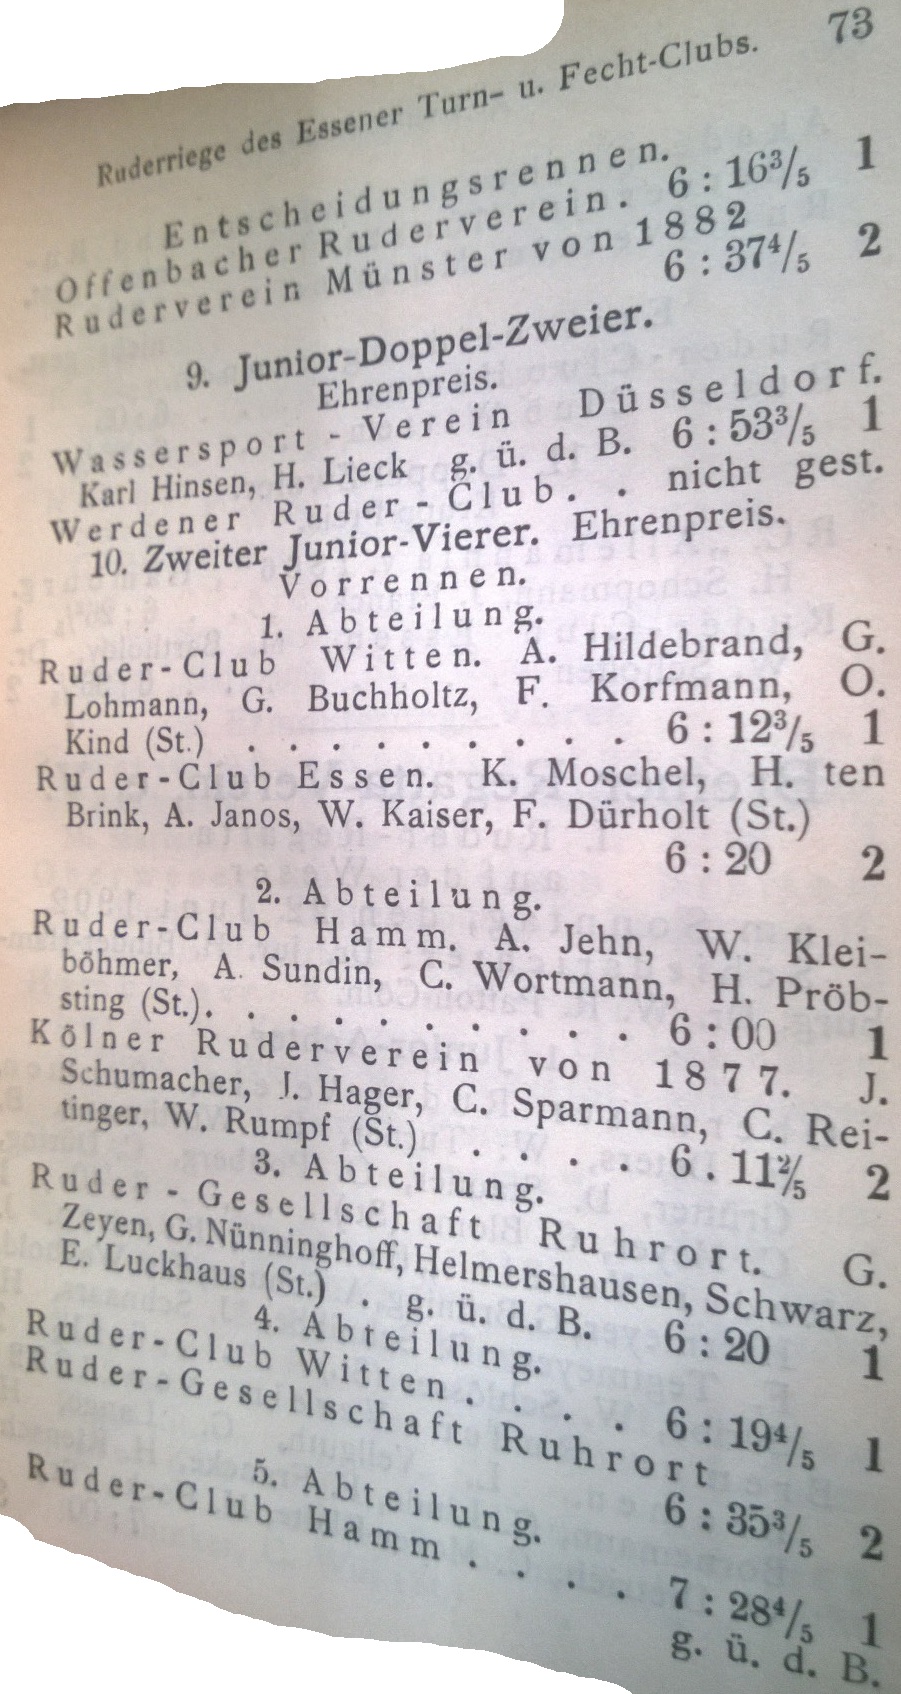 Ruderriege des Essener Turn- u. Fecht-Clubs. 73
Entscheidungsrennen.
Offenbacher Ruderverein. 6 : 16³/₅ 1
Ruderverein Münster von 1882
6 : 37⁴/₅ 2
9. Junior-Doppel-Zweier.
Ehrenpreis.
Wassersport-Verein Düsseldorf.
Karl Hinsen, H. Lieck g. ü. d. B. 6 : 53³/₅ 1
Werdener Ruder-Club. . nicht gest.
10. Zweiter Junior-Vierer. Ehrenpreis.
Vorrennen.
1. Abteilung.
Ruder-Club Witten. A. Hildebrand, G.
Lohmann, G. Buchholtz, F. Korfmann, O.
Kind (St.) . . . . . . . . . 6 : 12³/₅ 1
Ruder-Club Essen. K. Moschel, H. ten
Brink, A. Janos, W. Kaiser, F. Dürholt (St.)
6 : 20 2
2. Abteilung.
Ruder-Club Hamm. A. Jehn, W. Klei-
böhmer, A. Sundin, C. Wortmann, H. Pröb-
sting (St.). . . . . . . . . . 6 : 00 1
Kölner Ruderverein von 1877. J.
Schumacher, J. Hager, C. Sparmann, C. Rei-
tinger, W. Rumpf (St.) . . . . 6 . 11²/₅ 2
3. Abteilung.
Ruder-Gesellschaft Ruhrort. G.
Zeyen, G. Nünninghoff, Helmershausen, Schwarz,
E. Luckhaus (St.) . g. ü. d. B. 6 : 20 1
4. Abteilung.
Ruder-Club Witten . . . . 6 : 19⁴/₅ 1
Ruder-Gesellschaft Ruhrort
6 : 35³/₅ 2
5. Abteilung.
Ruder-Club Hamm . . . . 7 : 28⁴/₅ 1
g. ü. d. B.